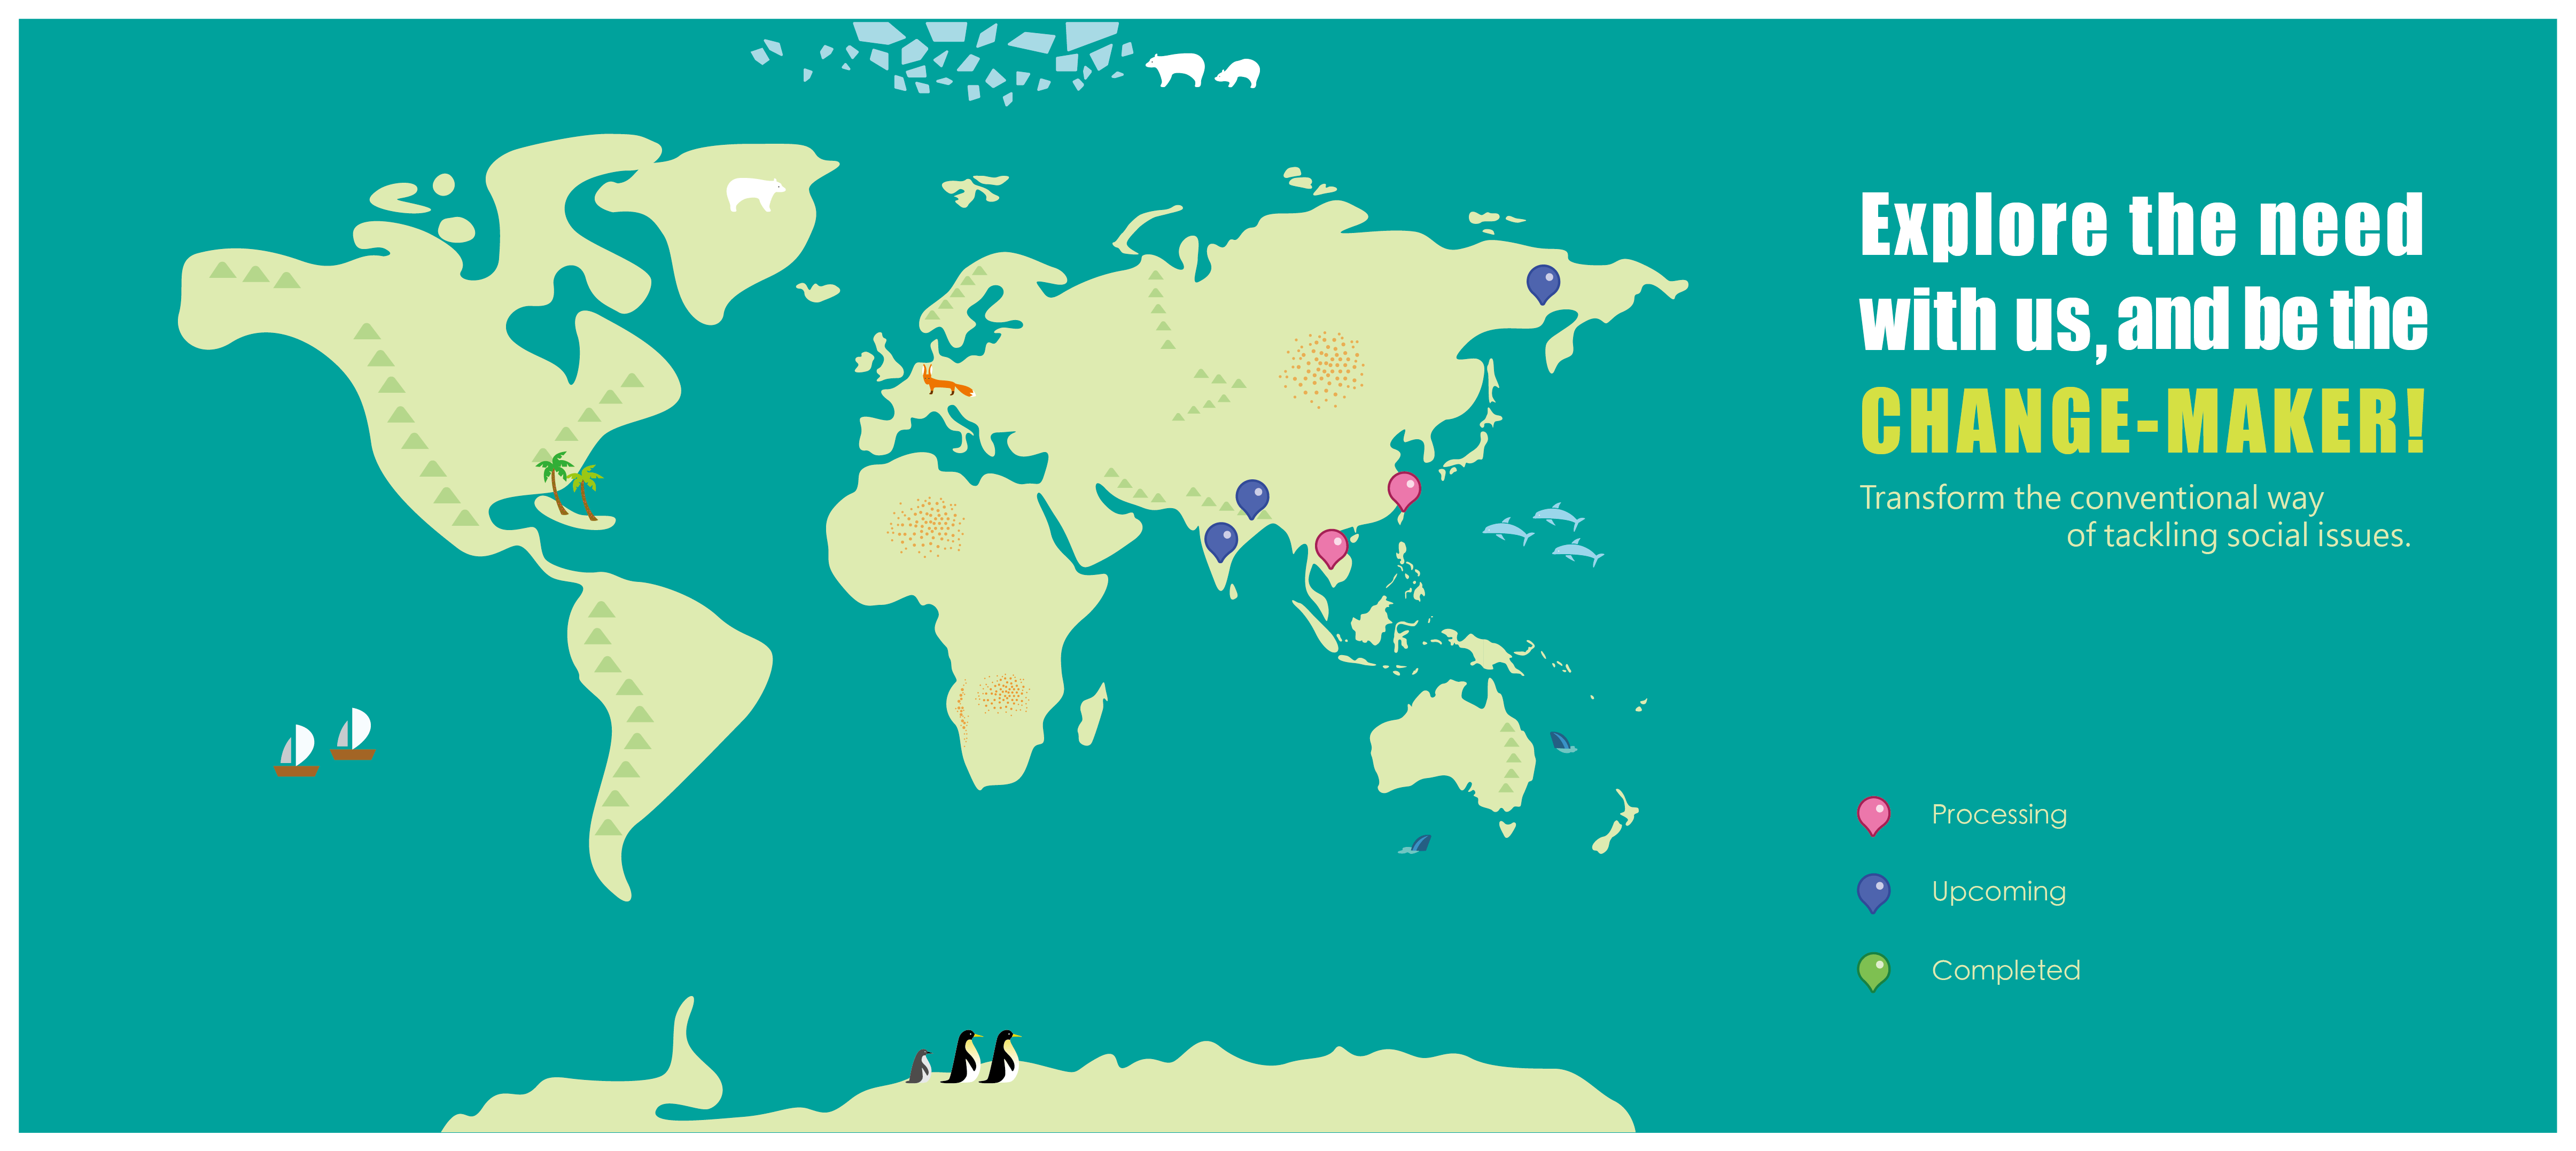 Explore the need
with us, and be the
CHANGE-MAKER!
Transform the conventional way
of tackling social issues.
Processing
Upcoming
Completed